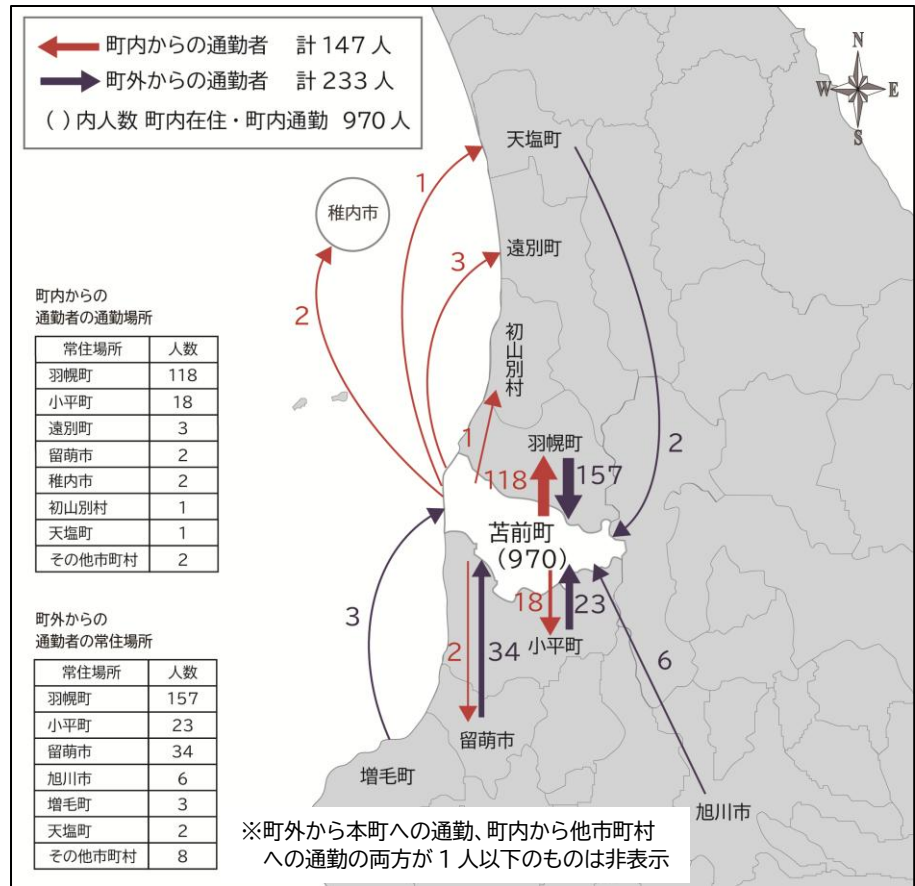 町内からの通勤者 計147人
町外からの通勤者 計233人
( )内人数 町内在住・町内通勤 970人
N
W E
S
天塩町
1
稚内市
遠別町
3
2
初山別村
1
羽幌町
2
118 157
苫前町
(970)
3
18 23
小平町
2 34
6
留萌市
増毛町
旭川市
町内からの
通勤者の通勤場所
常住場所 人数
羽幌町 118
小平町 18
遠別町 3
留萌市 2
稚内市 2
初山別村 1
天塩町 1
その他市町村 2
町外からの
通勤者の常住場所
常住場所 人数
羽幌町 157
小平町 23
留萌市 34
旭川市 6
増毛町 3
天塩町 2
その他市町村 8
※町外から本町への通勤、町内から他市町村
への通勤の両方が1人以下のものは非表示